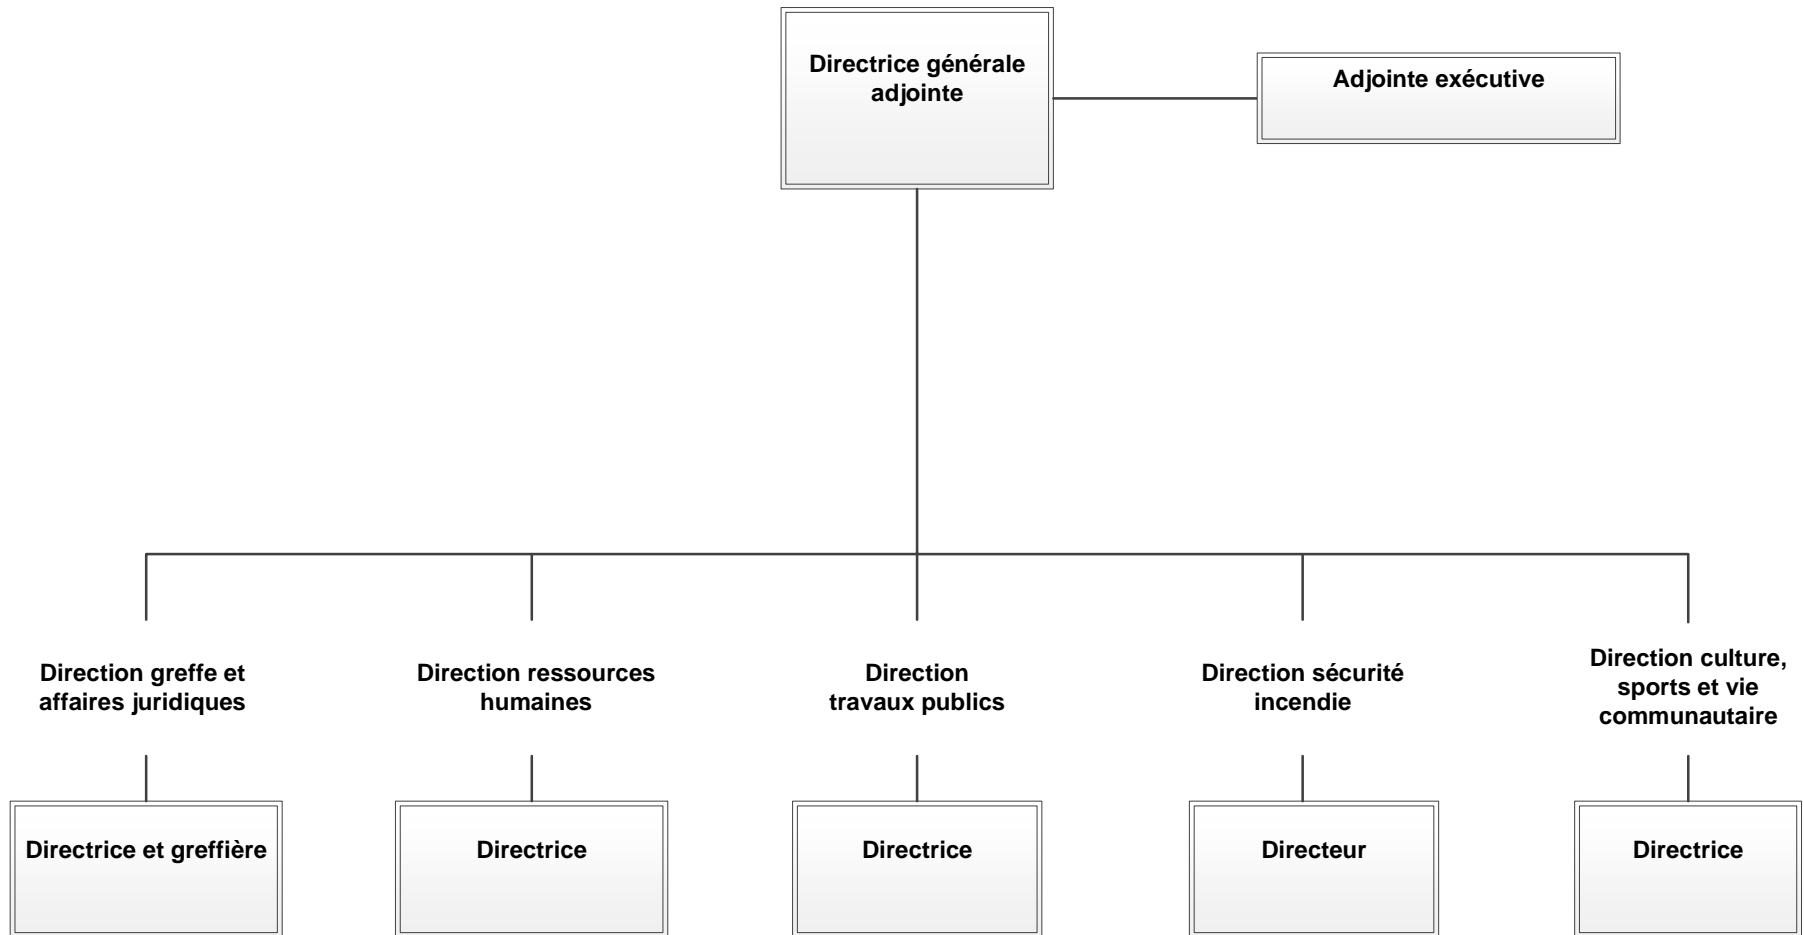 Directrice générale
adjointe
Adjointe exécutive
Direction greffe et
affaires juridiques
Direction ressources
humaines
Direction
travaux publics
Direction sécurité
incendie
Direction culture,
sports et vie
communautaire
Directrice et greffière
Directrice
Directrice
Directeur
Directrice